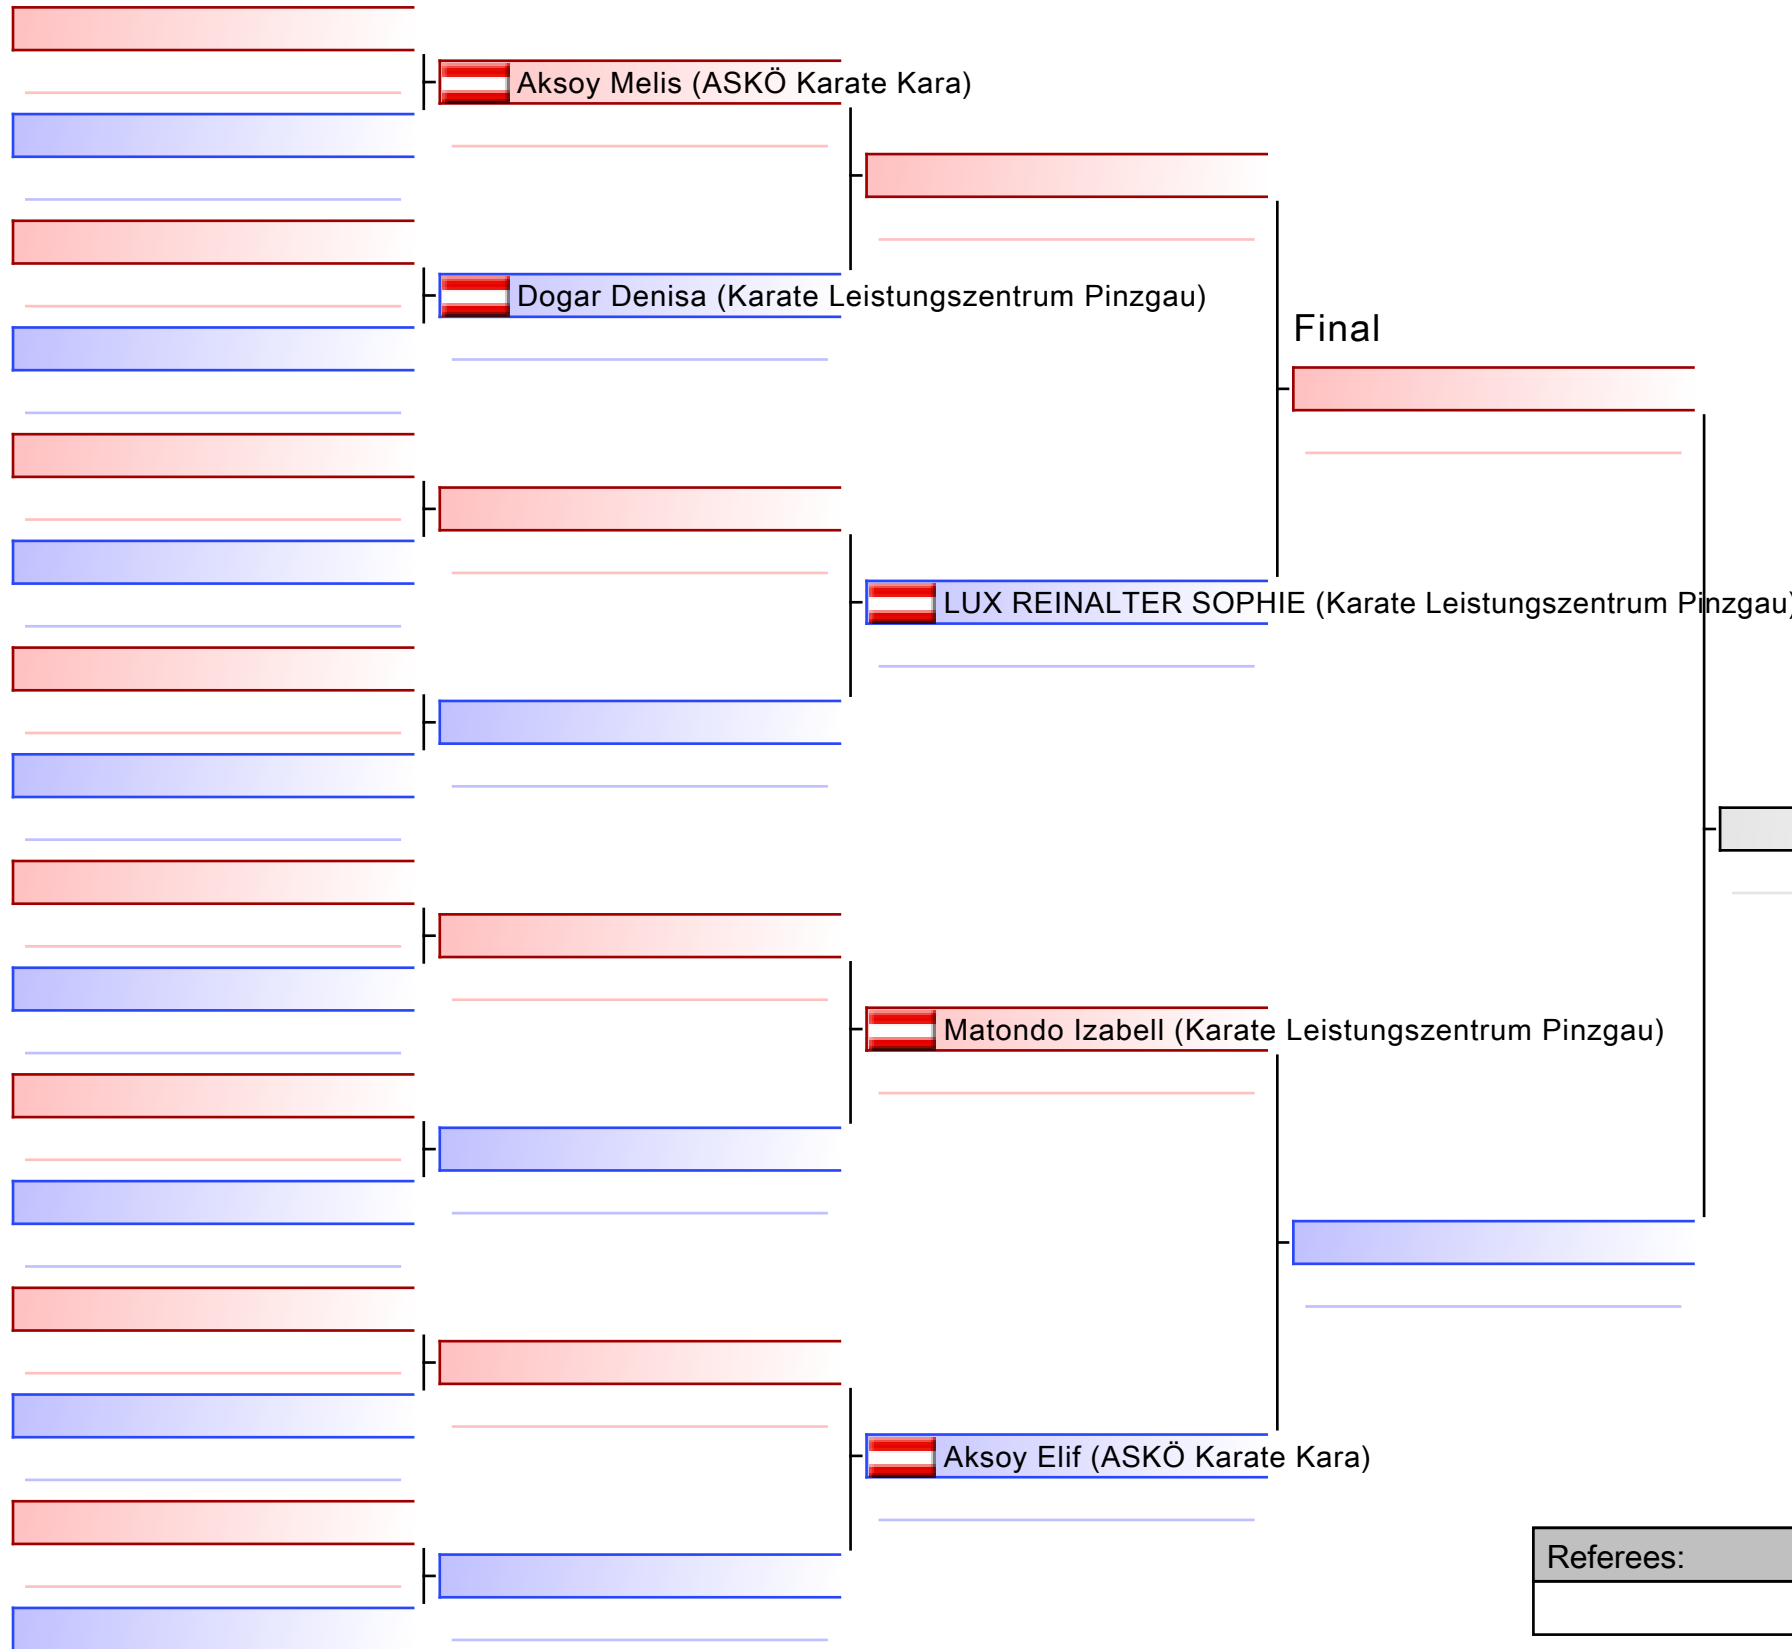 Aksoy Melis (ASKÖ Karate Kara)
Dogar Denisa (Karate Leistungszentrum Pinzgau)
Final
LUX REINALTER SOPHIE (Karate Leistungszentrum Pinzgau)
Matondo Izabell (Karate Leistungszentrum Pinzgau)
Aksoy Elif (ASKÖ Karate Kara)
Referees: